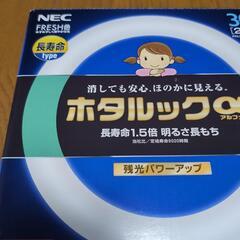 NEC
FRESH色
長寿命
type
消しても安心、ほのかに見える。
ホタルックα
アルファ
長寿命1.5倍 明るさ長もち
残光パワーアップ